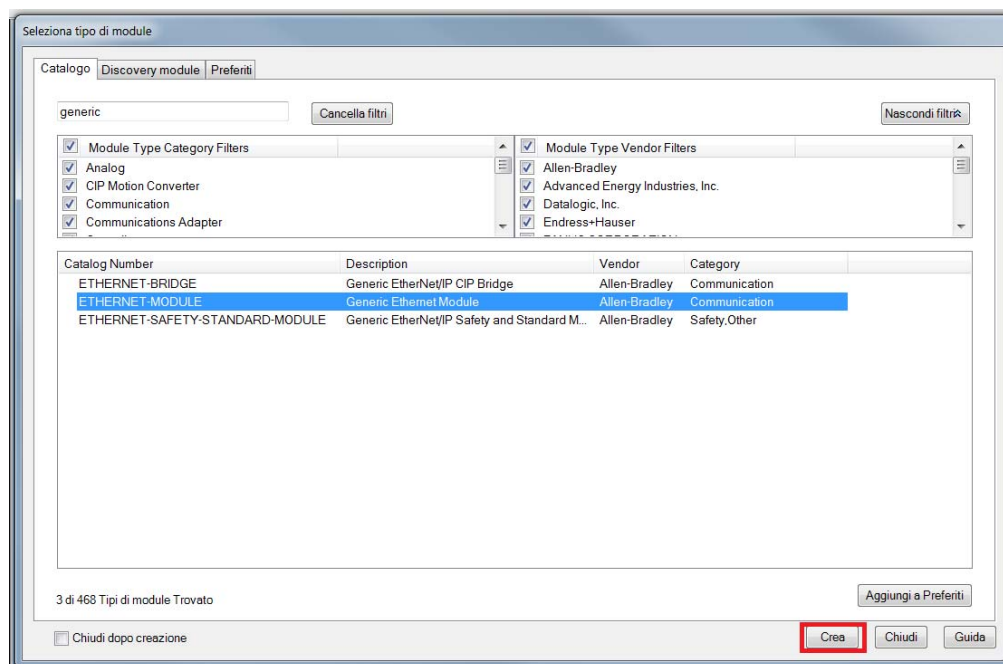 Seleziona tipo di module
Catalogo Discovery module Preferiti
generic Cancella filtri Nascondi filtri
Module Type Category Filters Module Type Vendor Filters
Analog Allen-Bradley
CIP Motion Converter Advanced Energy Industries, Inc.
Communication Datalogic, Inc.
Communications Adapter Endress+Hauser
Catalog Number Description Vendor Category
ETHERNET-BRIDGE Generic EtherNet/IP CIP Bridge Allen-Bradley Communication
ETHERNET-MODULE Generic Ethernet Module Allen-Bradley Communication
ETHERNET-SAFETY-STANDARD-MODULE Generic EtherNet/IP Safety and Standard M... Allen-Bradley Safety,Other
3 di 468 Tipi di module Trovato Aggiungi a Preferiti
Chiudi dopo creazione Crea Chiudi Guida